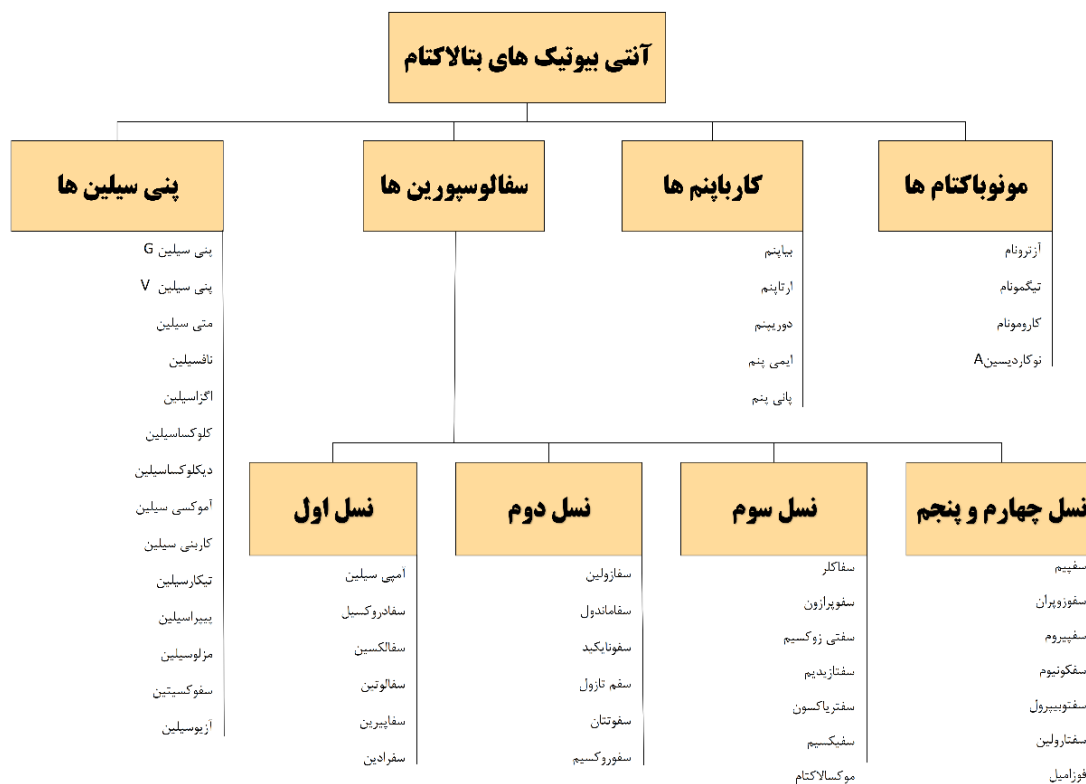 آنتی بیوتیک های بتالاکتام
مونوباکتام ها
آزترونام
تیگمونام
کارومونام
نوکاردیسینA
کارباپنم ها
بیاپنم
ارتاپنم
دوریپنم
ایمی پنم
پانی پنم
سفالوسپورین ها
پنی سیلین ها
پنی سیلین G
پنی سیلین V
متی سیلین
نافسیلین
اگزاسیلین
کلوکساسیلین
دیکلوکساسیلین
آموکسی سیلین
کاربنی سیلین
تیکارسیلین
پیپراسیلین
مزلوسیلین
سفوکسیتین
آزیوسیلین
نسل چهارم و پنجم
سفپیم
سفوزوپران
سفپیروم
سفکونیوم
سفتوبیپرول
سفتارولین
فوزامیل
نسل سوم
سفاکلر
سفوپرازون
سفتی زوکسیم
سفتازیدیم
سفتریاکسون
سفیکسیم
موکسالاکتام
نسل دوم
سفازولین
سفاماندول
سفونایکید
سفم تازول
سفوتتان
سفوروکسیم
نسل اول
آمپی سیلین
سفادروکسیل
سفالکسین
سفالوتین
سفاپیرین
سفرادین